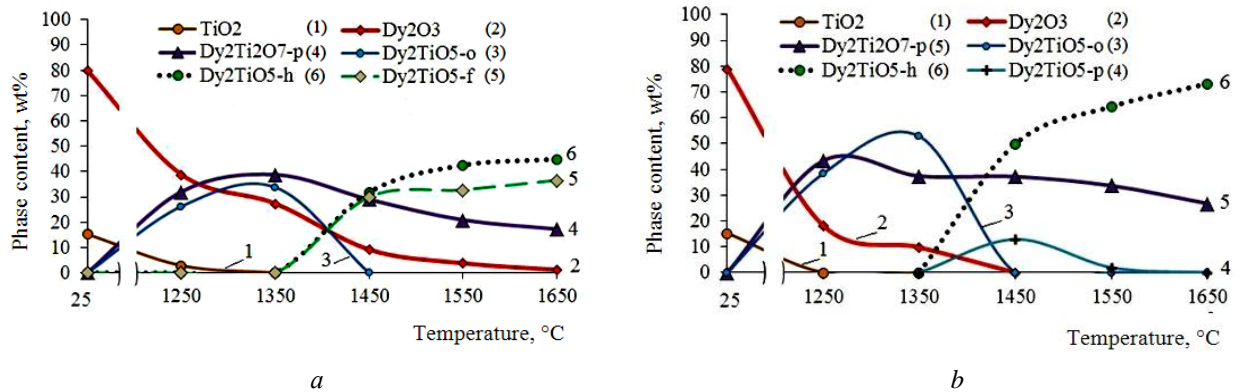 100
90
80
70
60
50
40
30
20
10
0
Phase content, wt%
TiO2 (1) Dy2O3 (2)
Dy2Ti2O7-p (4) Dy2TiO5-o (3)
Dy2TiO5-h (6) Dy2TiO5-f (5)
6
5
4
2
1
3
25 1250 1350 1450 1550 1650
Temperature, °C
a
100
90
80
70
60
50
40
30
20
10
0
Phase content, wt%
TiO2 (1) Dy2O3 (2)
Dy2Ti2O7-p (5) Dy2TiO5-o (3)
Dy2TiO5-h (6) Dy2TiO5-p (4)
6
5
3
2
1
4
25 1250 1350 1450 1550 1650
Temperature, °C
b